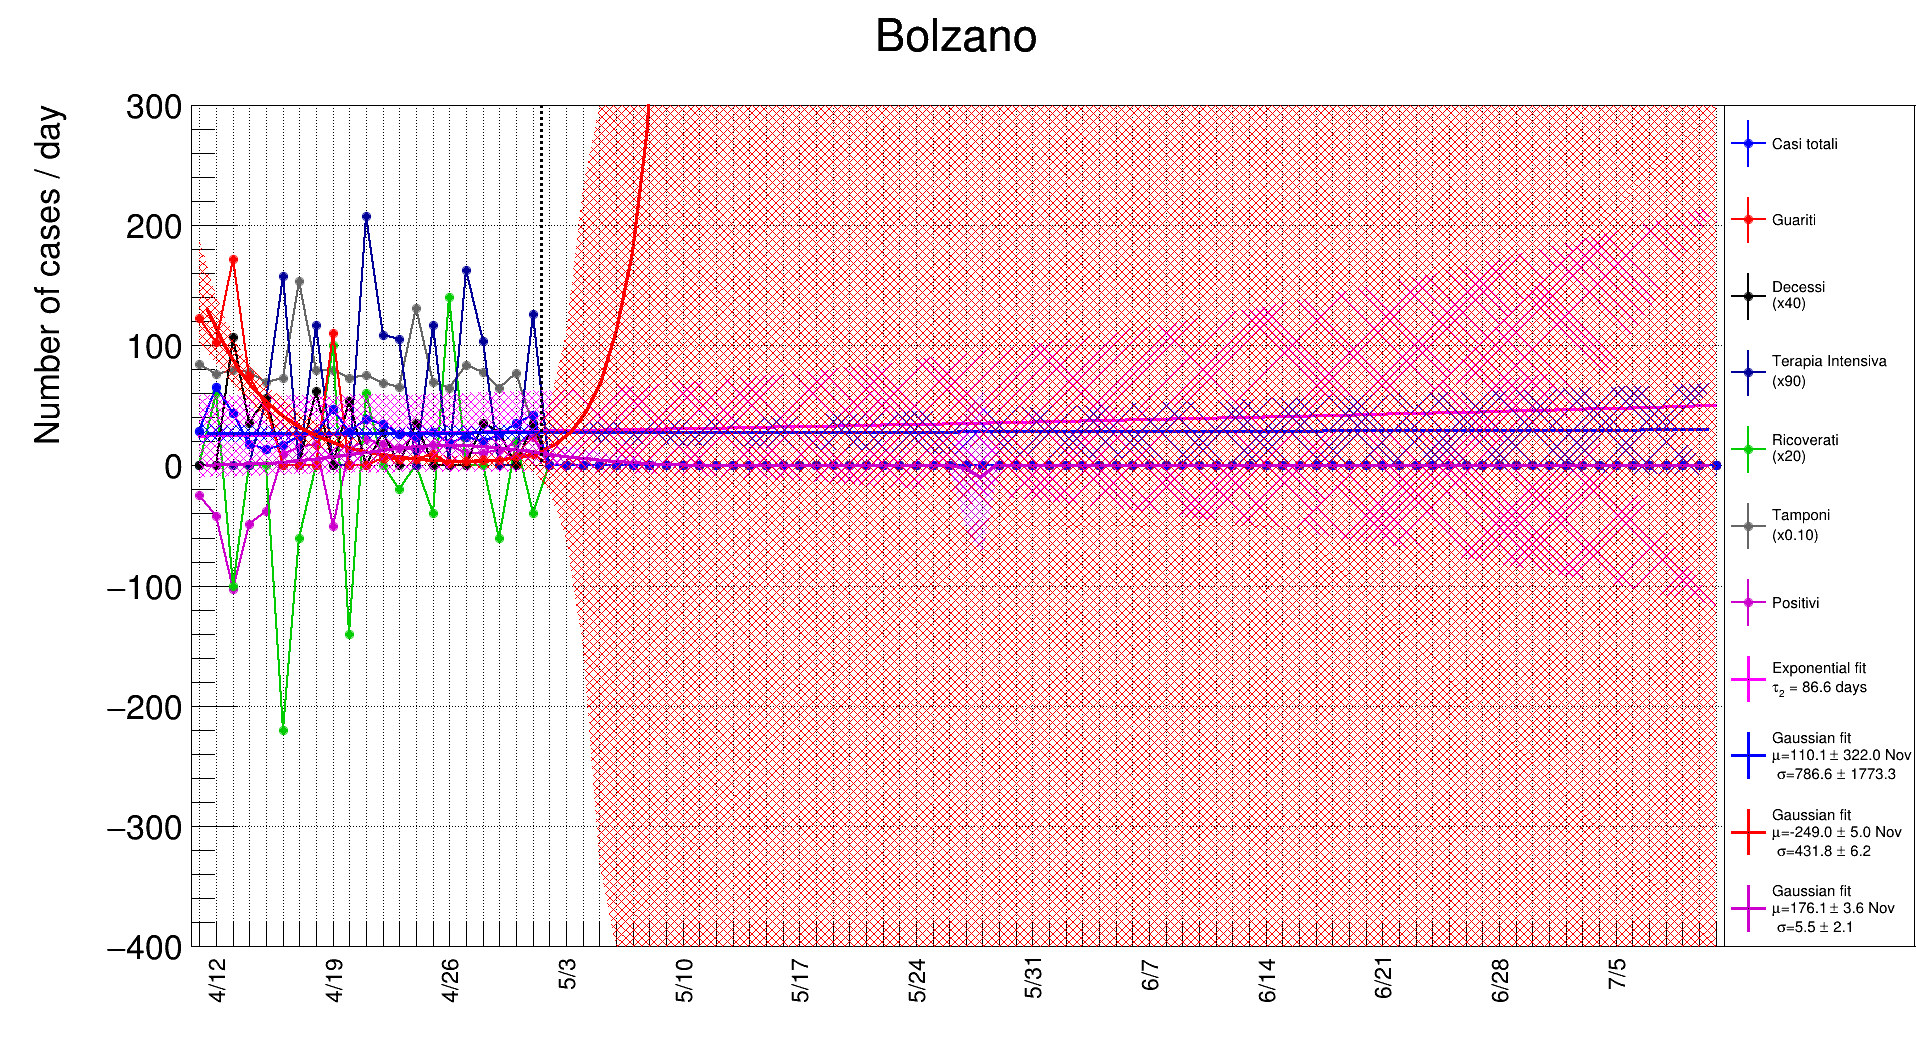 Bolzano
Number of cases / day
300
200
100
0
−100
−200
−300
−400
4/12
4/19
4/26
5/3
5/10
5/17
5/24
5/31
6/7
6/14
6/21
6/28
7/5
Casi totali
Guariti
Decessi
(x40)
Terapia Intensiva
(x90)
Ricoverati
(x20)
Tamponi
(x0.10)
Positivi
Exponential fit
τ2 = 86.6 days
Gaussian fit
μ=110.1 ± 322.0 Nov
σ=786.6 ± 1773.3
Gaussian fit
μ=-249.0 ± 5.0 Nov
σ=431.8 ± 6.2
Gaussian fit
μ=176.1 ± 3.6 Nov
σ=5.5 ± 2.1